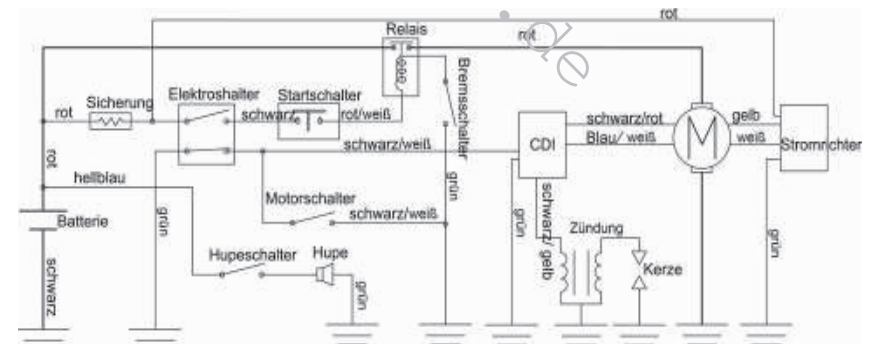 rot
Relais
rot
.de
Elektroshalter
Startschalter
Sicherung
rot
schwarz
rot/weiß
Bremsschalter
schwarz/rot
gelb
CDI
M
Blau/ weiß
weiß
Stromrichter
schwarz/weiß
rot
hellblau
grün
Motorschalter
schwarz/weiß
grün
Batterie
grün
schwarz/ gelb
Zündung
grün
Hupeschalter
Hupe
Kerze
schwarz
grün